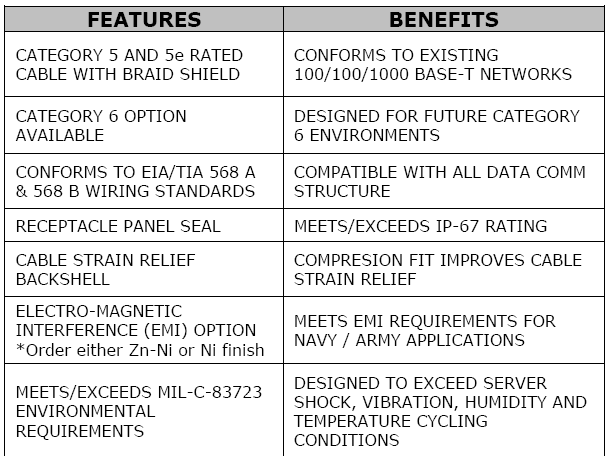 FEATURES
BENEFITS
CATEGORY 5 AND 5e RATED
CABLE WITH BRAID SHIELD
CONFORMS TO EXISTING
100/100/1000 BASE-T NETWORKS
CATEGORY 6 OPTION
AVAILABLE
DESIGNED FOR FUTURE CATEGORY
6 ENVIRONMENTS
CONFORMS TO EIA/TIA 568 A
& 568 B WIRING STANDARDS
COMPATIBLE WITH ALL DATA COMM
STRUCTURE
RECEPTACLE PANEL SEAL
MEETS/EXCEEDS IP-67 RATING
CABLE STRAIN RELIEF
BACKSHELL
COMPRESION FIT IMPROVES CABLE
STRAIN RELIEF
ELECTRO-MAGNETIC
INTERFERENCE (EMI) OPTION
*Order either Zn-Ni or Ni finish
MEETS EMI REQUIREMENTS FOR
NAVY / ARMY APPLICATIONS
MEETS/EXCEEDS MIL-C-83723
ENVIRONMENTAL
REQUIREMENTS
DESIGNED TO EXCEED SERVER
SHOCK, VIBRATION, HUMIDITY AND
TEMPERATURE CYCLING
CONDITIONS